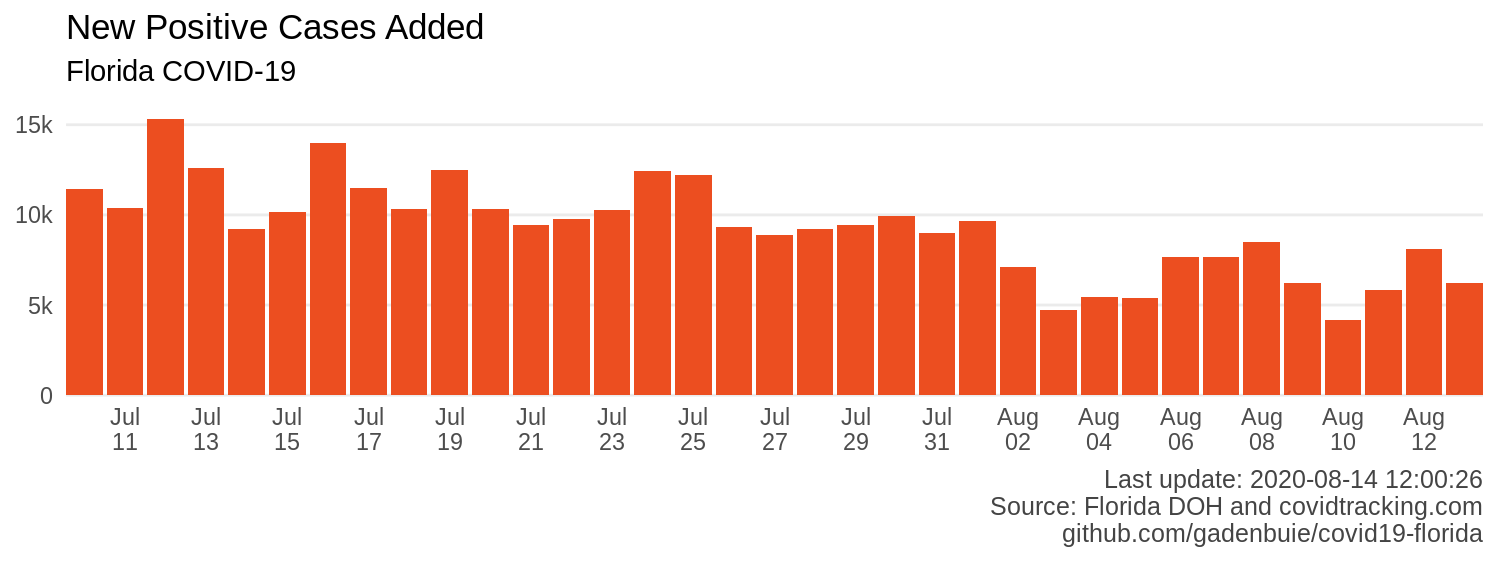 New Positive Cases Added
Florida COVID-19
15k
10k
5k
0
Jul Jul Jul Jul Jul Jul Jul Jul Jul Jul Jul Aug Aug Aug Aug Aug Aug
11 13 15 17 19 21 23 25 27 29 31 02 04 06 08 10 12
Last update: 2020-08-14 12:00:26
Source: Florida DOH and covidtracking.com
github.com/gadenbuie/covid19-florida